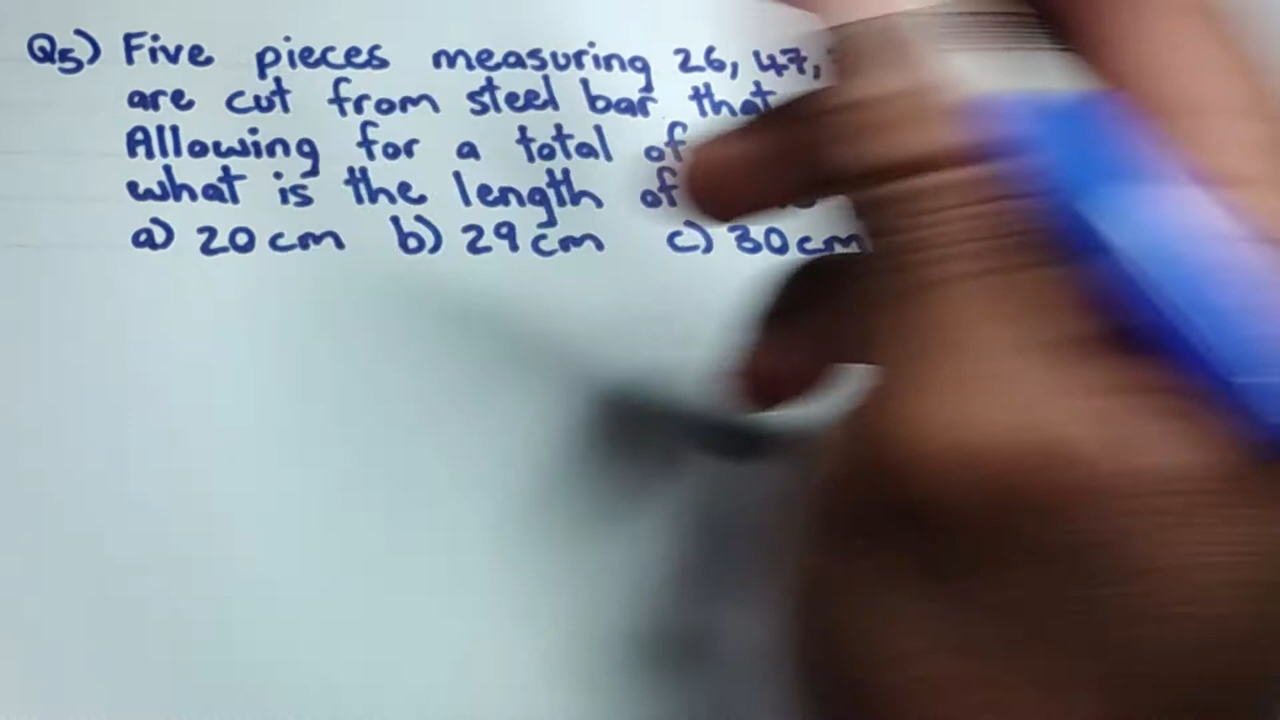 Q5) Five pieces measuring 26, 47,
are cut from steel bar that
Allowing for a total of
what is the length of
a) 20 cm b) 29 cm c) 30 cm